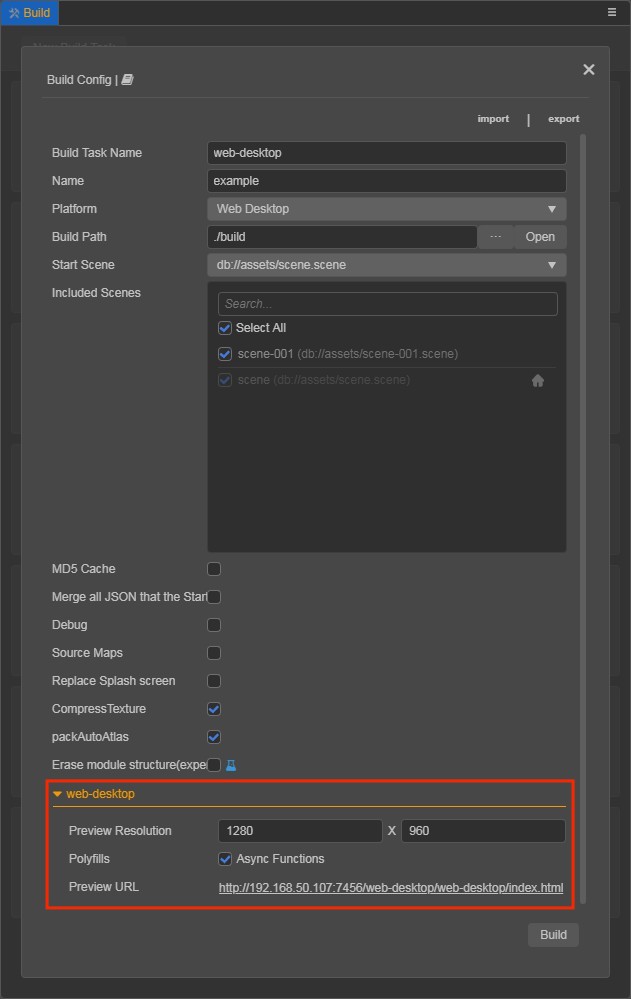 Build
New Build Task
Build Config |
import | export
Build Task Name web-desktop
Name example
Platform Web Desktop
Build Path ./build ... Open
Start Scene db://assets/scene.scene
Included Scenes
Search...
Select All
scene-001 (db://assets/scene-001.scene)
scene (db://assets/scene.scene)
MD5 Cache
Merge all JSON that the Start
Debug
Source Maps
Replace Splash screen
CompressTexture
packAutoAtlas
Erase module structure(expe
web-desktop
Preview Resolution 1280 X 960
Polyfills Async Functions
Preview URL http://192.168.50.107:7456/web-desktop/web-desktop/index.html
Build